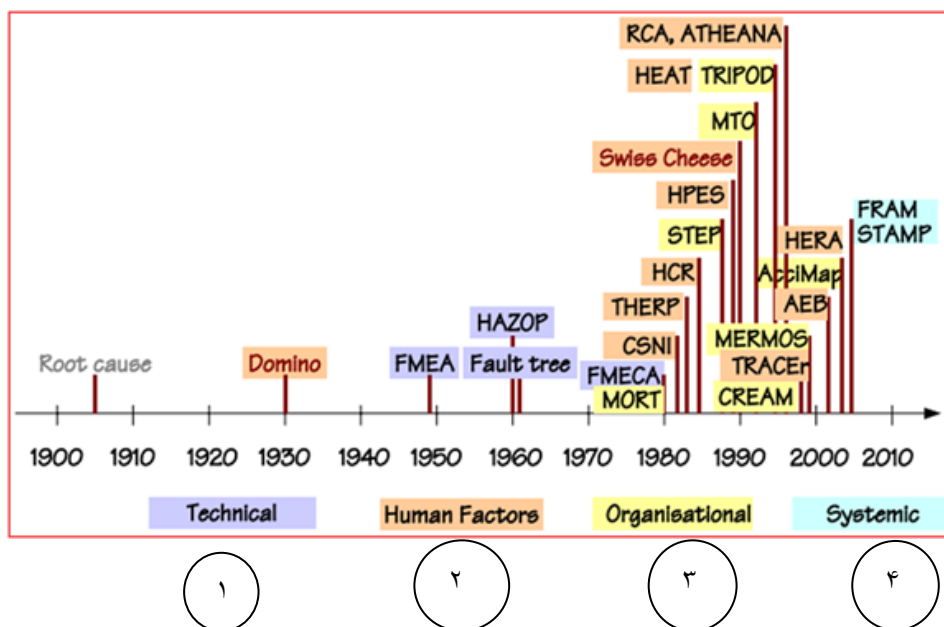 RCA, ATHEANA
HEAT TRIPOD
MTO
Swiss Cheese
HPES
FRAM
STEP HERA STAMP
HCR AcciMap
THERP AEB
HAZOP
CSNI MERMOS
Root cause Domino FMEA Fault tree FMECA TRACEr
MORT CREAM
1900 1910 1920 1930 1940 1950 1960 1970 1980 1990 2000 2010
Technical Human Factors Organisational Systemic
۱ ۲ ۳ ۴